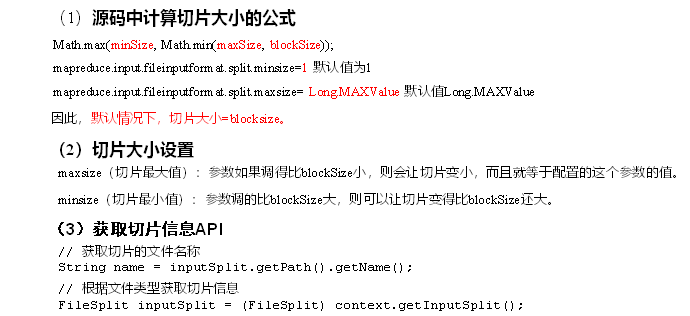 （1）源码中计算切片大小的公式
Math.max(minSize, Math.min(maxSize, blockSize));
mapreduce.input.fileinputformat.split.minsize=1 默认值为1
mapreduce.input.fileinputformat.split.maxsize= Long.MAXValue 默认值Long.MAXValue
因此，默认情况下，切片大小=blocksize。
（2）切片大小设置
maxsize（切片最大值）：参数如果调得比blockSize小，则会让切片变小，而且就等于配置的这个参数的值。
minsize（切片最小值）：参数调的比blockSize大，则可以让切片变得比blockSize还大。
（3）获取切片信息API
// 获取切片的文件名称
String name = inputSplit.getPath().getName();
// 根据文件类型获取切片信息
FileSplit inputSplit = (FileSplit) context.getInputSplit();